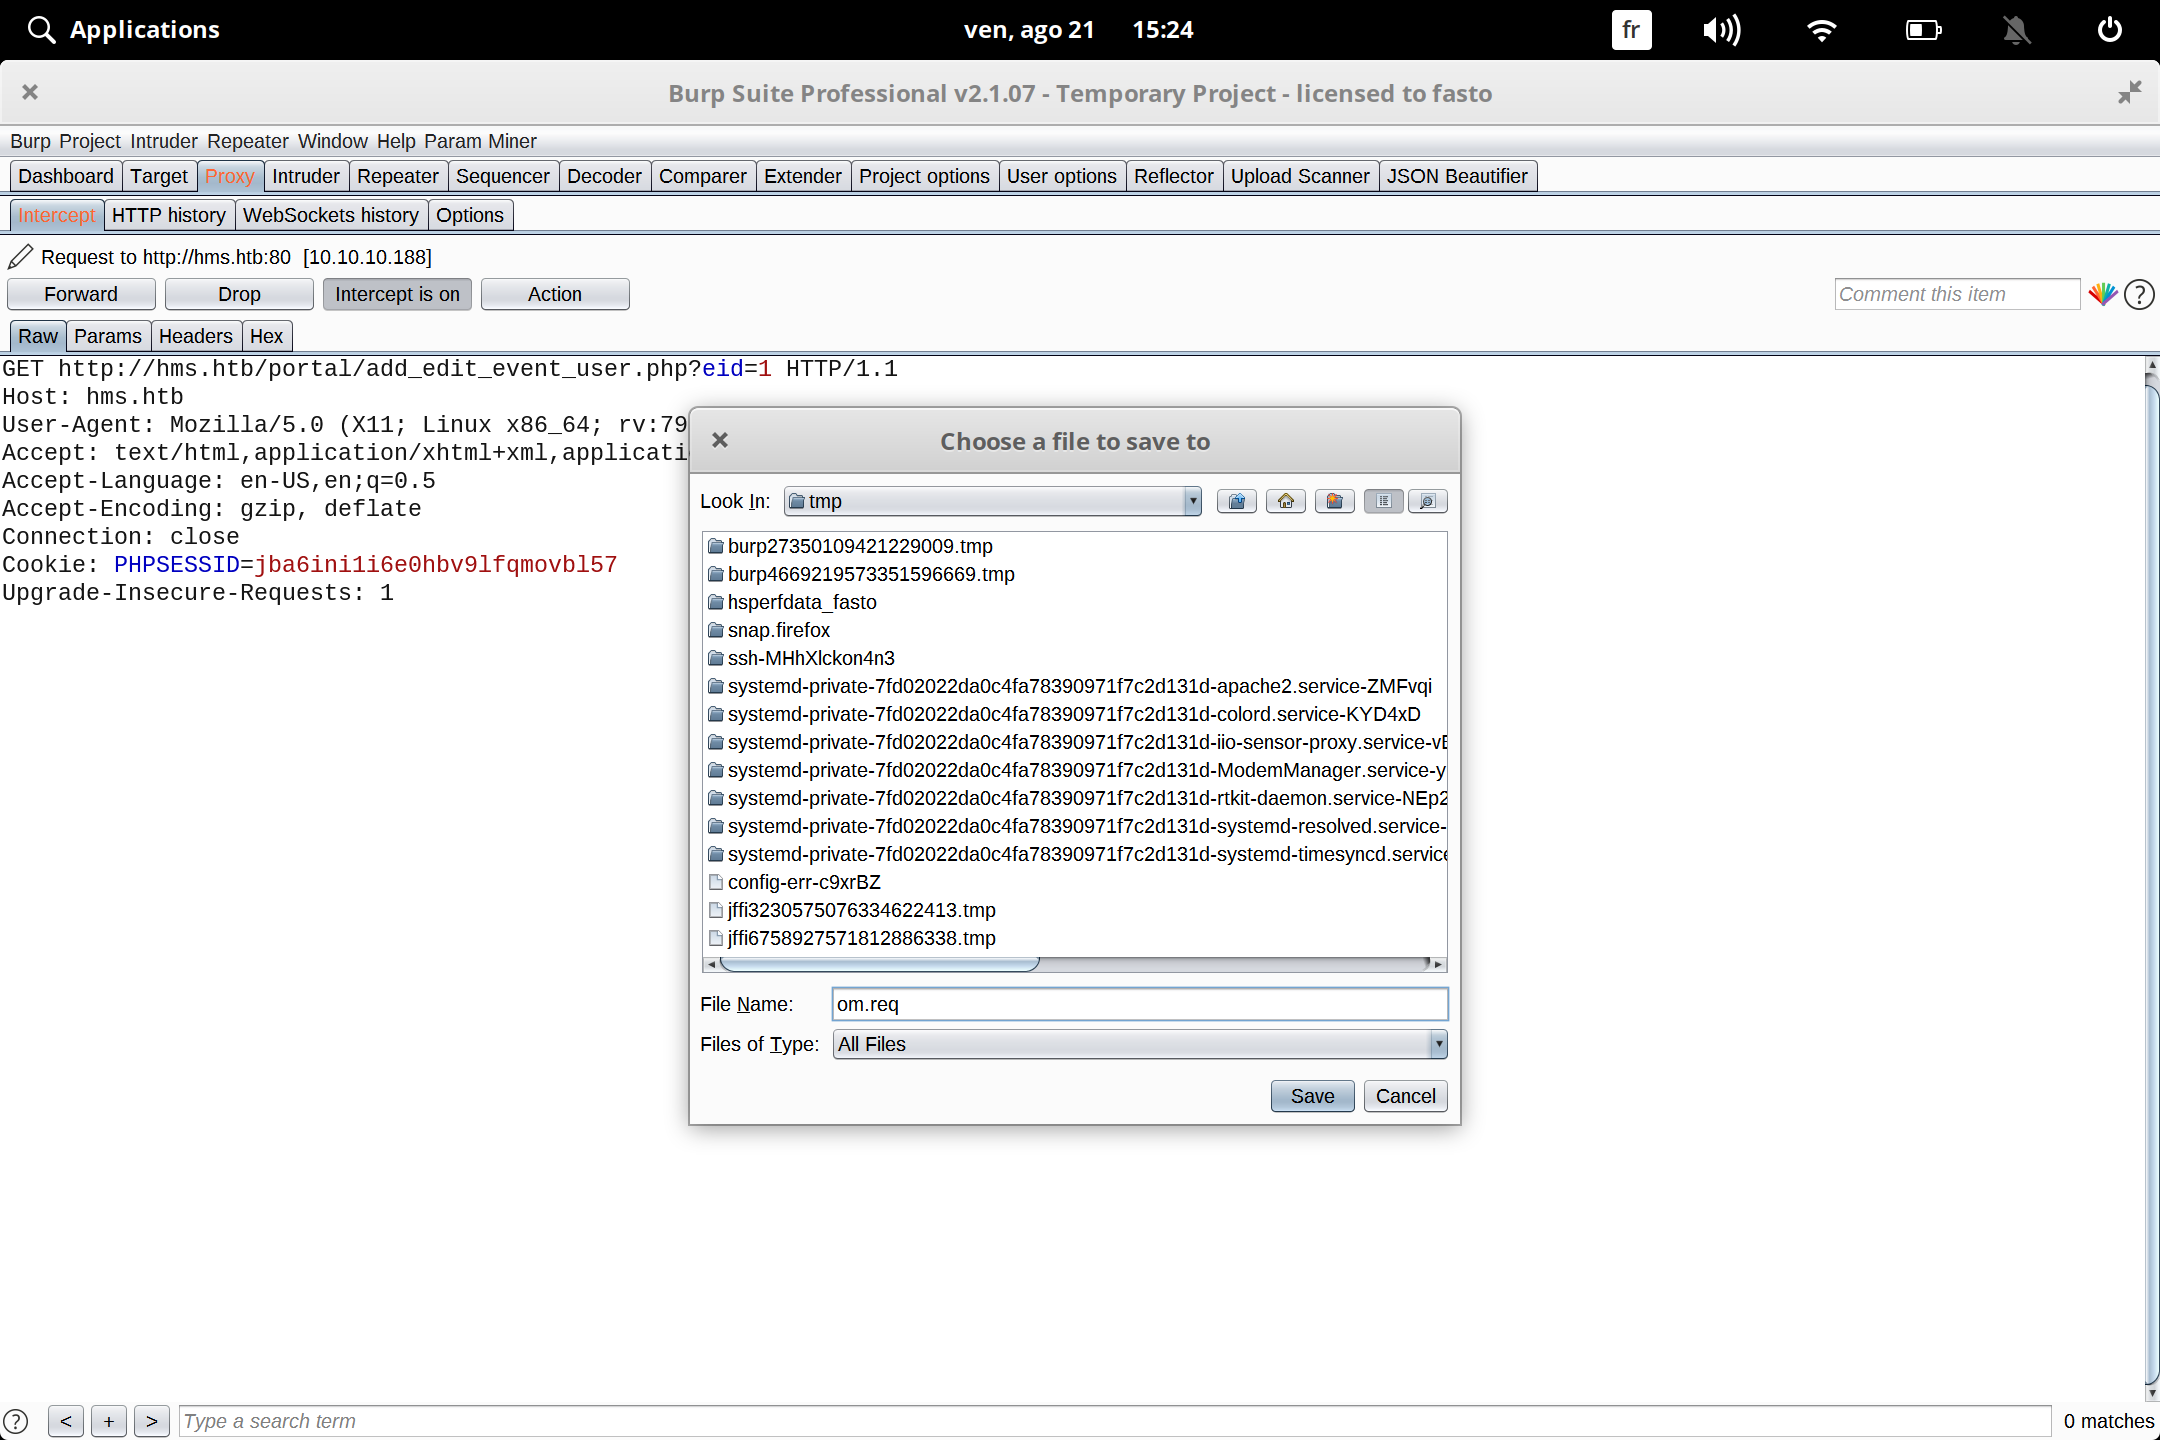 Applications ven, ago 21 15:24 fr
Burp Suite Professional v2.1.07 - Temporary Project - licensed to fasto
Burp Project Intruder Repeater Window Help Param Miner
Dashboard Target Proxy Intruder Repeater Sequencer Decoder Comparer Extender Project options User options Reflector Upload Scanner JSON Beautifier
Intercept HTTP history WebSockets history Options
Request to http://hms.htb:80 [10.10.10.188]
Forward Drop Intercept is on Action Comment this item ?
Raw Params Headers Hex
GET http://hms.htb/portal/add_edit_event_user.php?eid=1 HTTP/1.1
Host: hms.htb
User-Agent: Mozilla/5.0 (X11; Linux x86_64; rv:79
Accept: text/html,application/xhtml+xml,applicati
Accept-Language: en-US,en;q=0.5
Accept-Encoding: gzip, deflate
Connection: close
Cookie: PHPSESSID=jba6ini1i6e0hbv9lfqmovbl57
Upgrade-Insecure-Requests: 1
Choose a file to save to
Look In: tmp
burp27350109421229009.tmp
burp4669219573351596669.tmp
hsperfdata_fasto
snap.firefox
ssh-MHhXlckon4n3
systemd-private-7fd02022da0c4fa78390971f7c2d131d-apache2.service-ZMFvqi
systemd-private-7fd02022da0c4fa78390971f7c2d131d-colord.service-KYD4xD
systemd-private-7fd02022da0c4fa78390971f7c2d131d-iio-sensor-proxy.service-vE
systemd-private-7fd02022da0c4fa78390971f7c2d131d-ModemManager.service-y
systemd-private-7fd02022da0c4fa78390971f7c2d131d-rtkit-daemon.service-NEp2
systemd-private-7fd02022da0c4fa78390971f7c2d131d-systemd-resolved.service-
systemd-private-7fd02022da0c4fa78390971f7c2d131d-systemd-timesyncd.service
config-err-c9xrBZ
jffi3230575076334622413.tmp
jffi6758927571812886338.tmp
File Name: om.req
Files of Type: All Files
Save Cancel
? < + > Type a search term 0 matches